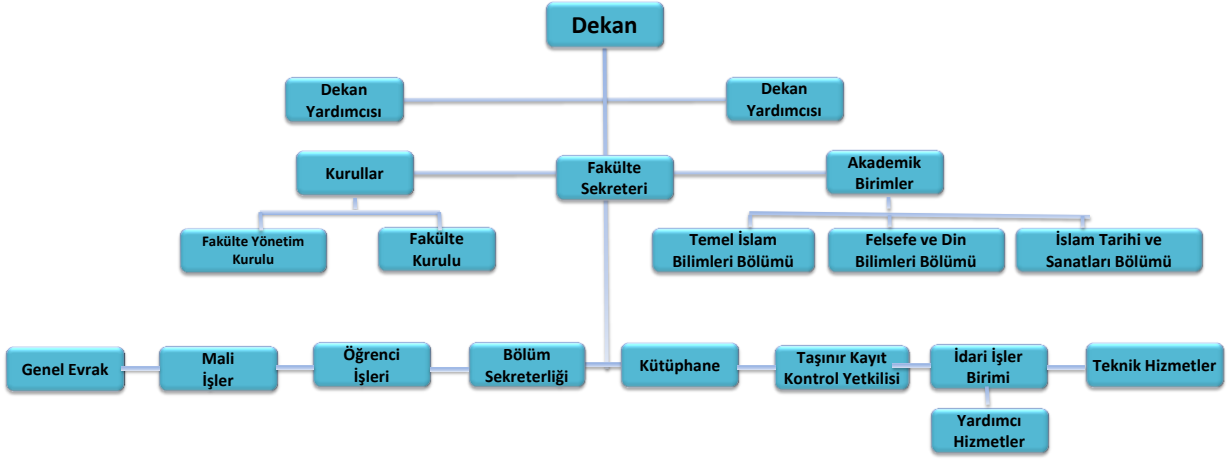 Dekan
Dekan
Yardımcısı
Dekan
Yardımcısı
Kurullar
Fakülte
Sekreteri
Akademik
Birimler
Fakülte Yönetim
Kurulu
Fakülte
Kurulu
Temel İslam
Bilimleri Bölümü
Felsefe ve Din
Bilimleri Bölümü
İslam Tarihi ve
Sanatları Bölümü
Genel Evrak
Mali
İşler
Öğrenci
İşleri
Bölüm
Sekreterliği
Kütüphane
Taşınır Kayıt
Kontrol Yetkilisi
İdari İşler
Birimi
Teknik Hizmetler
Yardımcı
Hizmetler